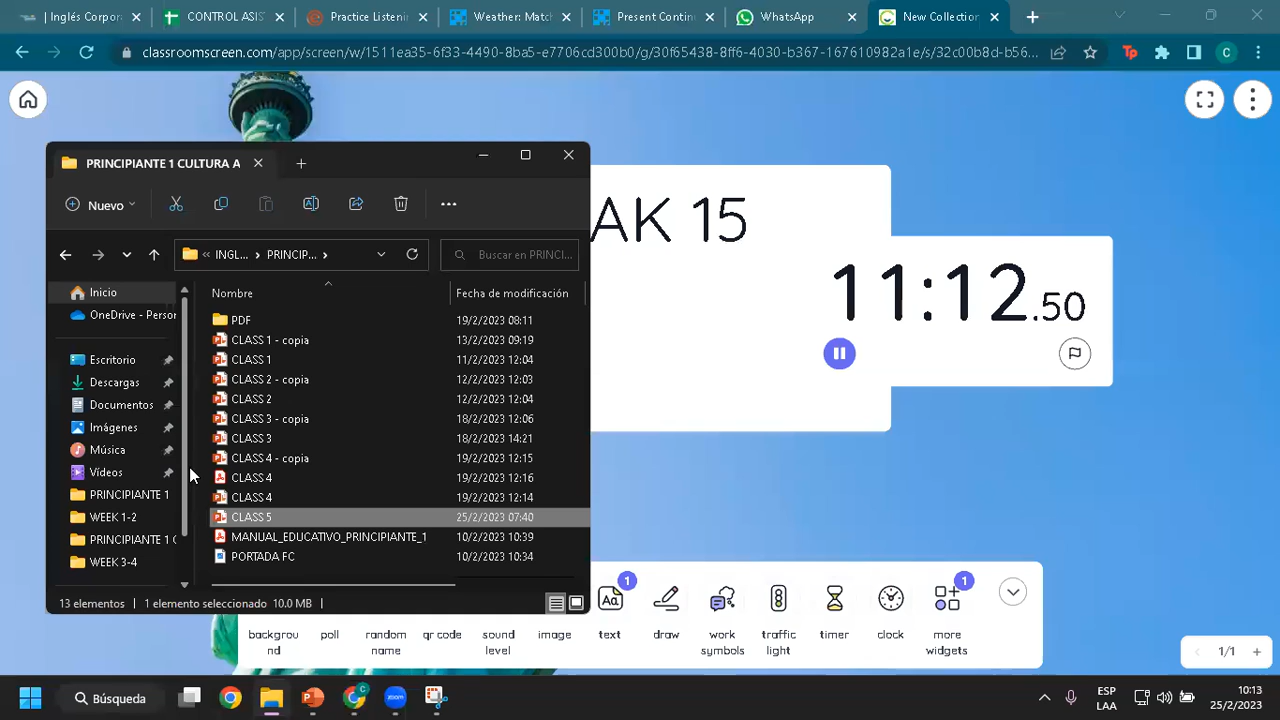 Inglés Corpora
CONTROL ASIS
Practice Listenin
Weather: Match
Present Continu
WhatsApp
New Collection
classroomscreen.com/app/screen/w/1511ea35-6f33-4490-8ba5-e7706cd300b0/g/30f65438-8ff6-4030-b367-167610982a1e/s/32c00b8d-b56...
Tp
C
PRINCIPIANTE 1 CULTURA A
Nuevo
INGL... PRINCIP...
Buscar en PRINCI...
Inicio
OneDrive - Person
Escritorio
Descargas
Documentos
Imágenes
Música
Vídeos
PRINCIPIANTE 1
WEEK 1-2
PRINCIPIANTE 1 C
WEEK 3-4
Nombre Fecha de modificación
PDF 19/2/2023 08:11
CLASS 1 - copia 13/2/2023 09:19
CLASS 1 11/2/2023 12:04
CLASS 2 - copia 12/2/2023 12:03
CLASS 2 12/2/2023 12:04
CLASS 3 - copia 18/2/2023 12:06
CLASS 3 18/2/2023 14:21
CLASS 4 - copia 19/2/2023 12:15
CLASS 4 19/2/2023 12:16
CLASS 4 19/2/2023 12:14
CLASS 5 25/2/2023 07:40
MANUAL_EDUCATIVO_PRINCIPIANTE_1 10/2/2023 10:39
PORTADA FC 10/2/2023 10:34
13 elementos 1 elemento seleccionado 10.0 MB
AK 15
11:12.50
1
1
Aa
background
poll
random name
qr code
sound level
image
text
draw
work symbols
traffic light
timer
clock
more widgets
1/1
Búsqueda
C
zoom
ESP
LAA
10:13
25/2/2023